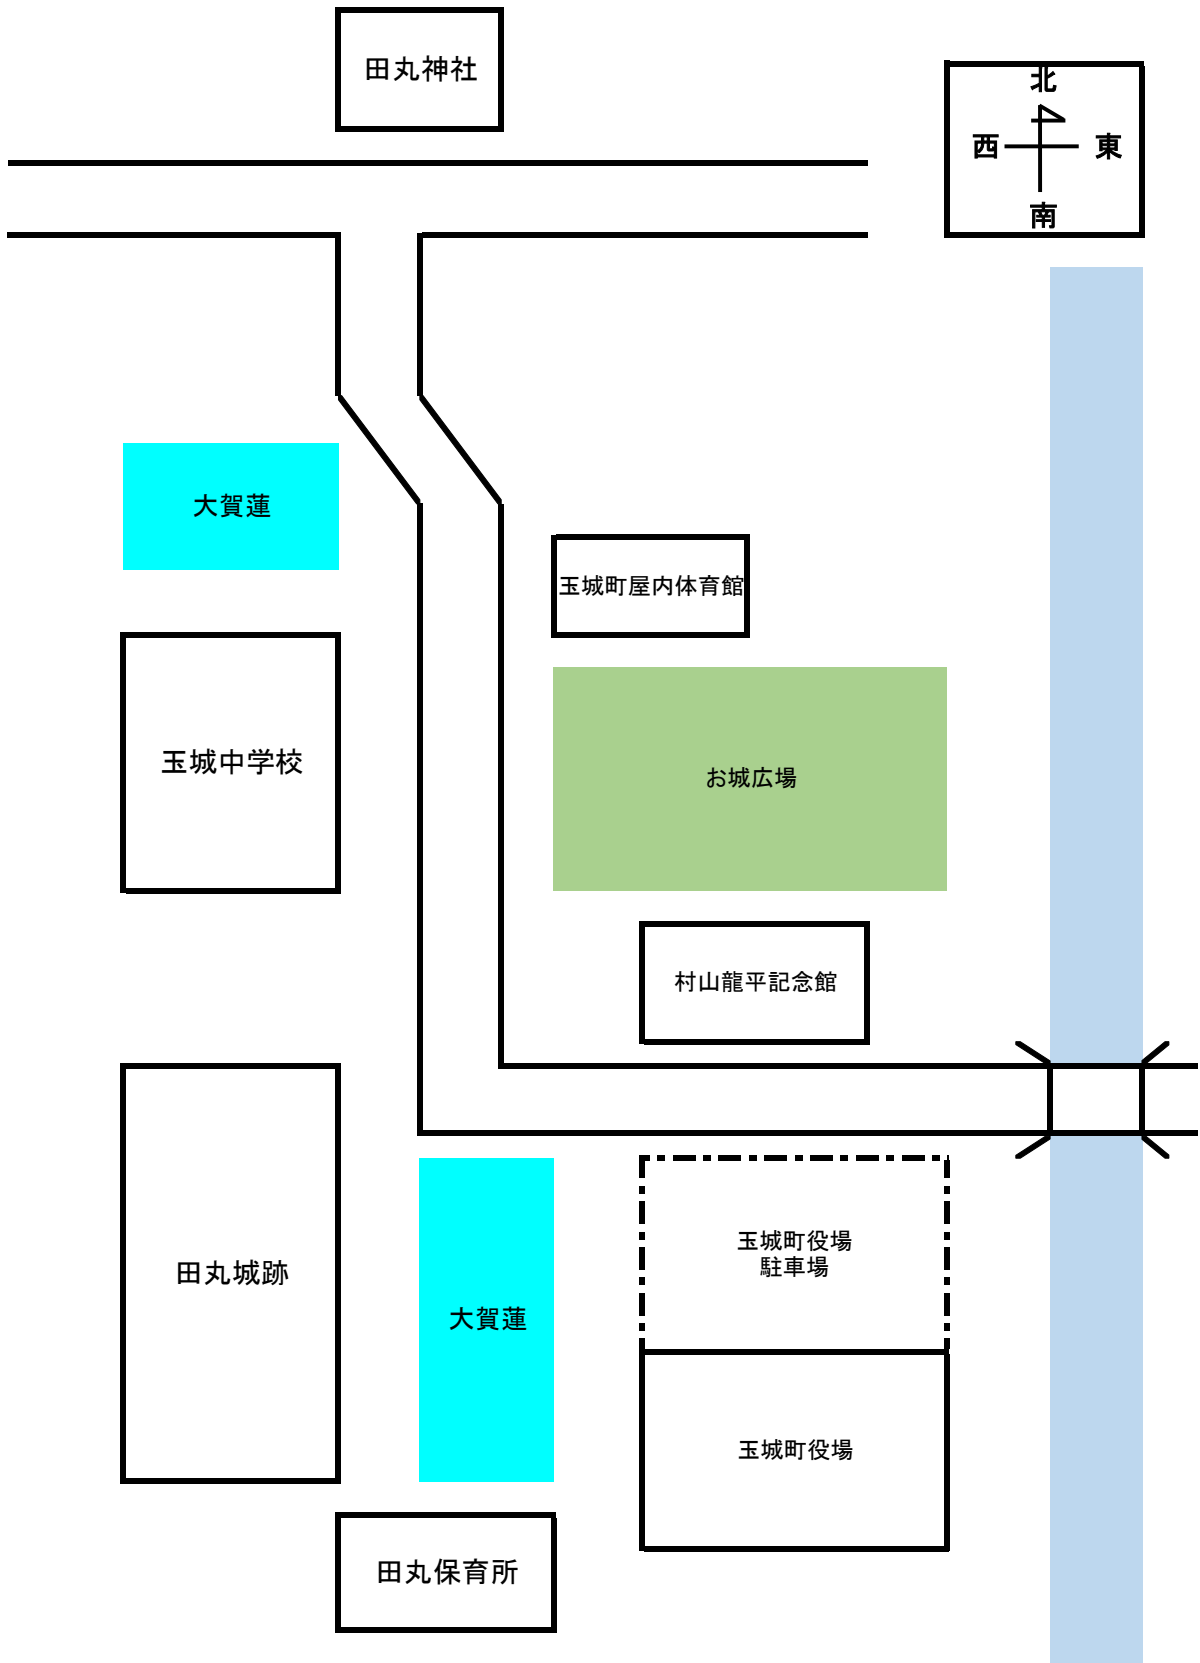 田丸神社
北
西
東
南
大賀蓮
玉城町屋内体育館
玉城中学校
お城広場
村山龍平記念館
玉城町役場
駐車場
田丸城跡
大賀蓮
玉城町役場
田丸保育所